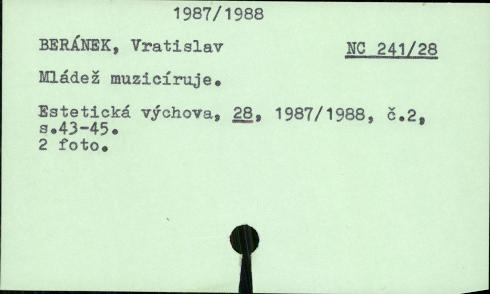 1987/1988
BERÁNEK, Vratislav NC 241/28
Mládež muzicíruje.
Estetická výchova, 28, 1987/1988, č.2,
s.43-45.
2 foto.